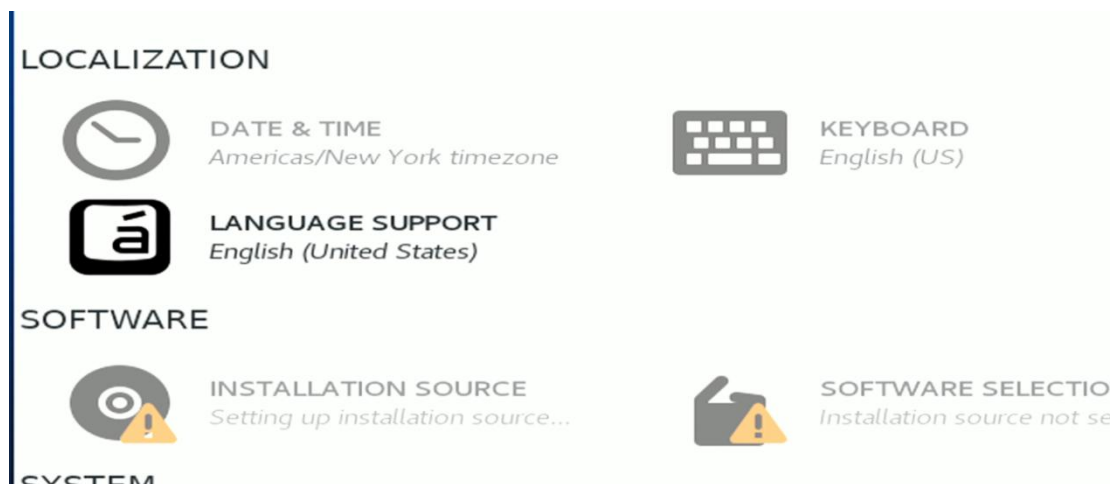 LOCALIZATION
DATE & TIME
Americas/New York timezone
KEYBOARD
English (US)
á
LANGUAGE SUPPORT
English (United States)
SOFTWARE
INSTALLATION SOURCE
Setting up installation source...
SOFTWARE SELECTIO
Installation source not se
SYSTEM